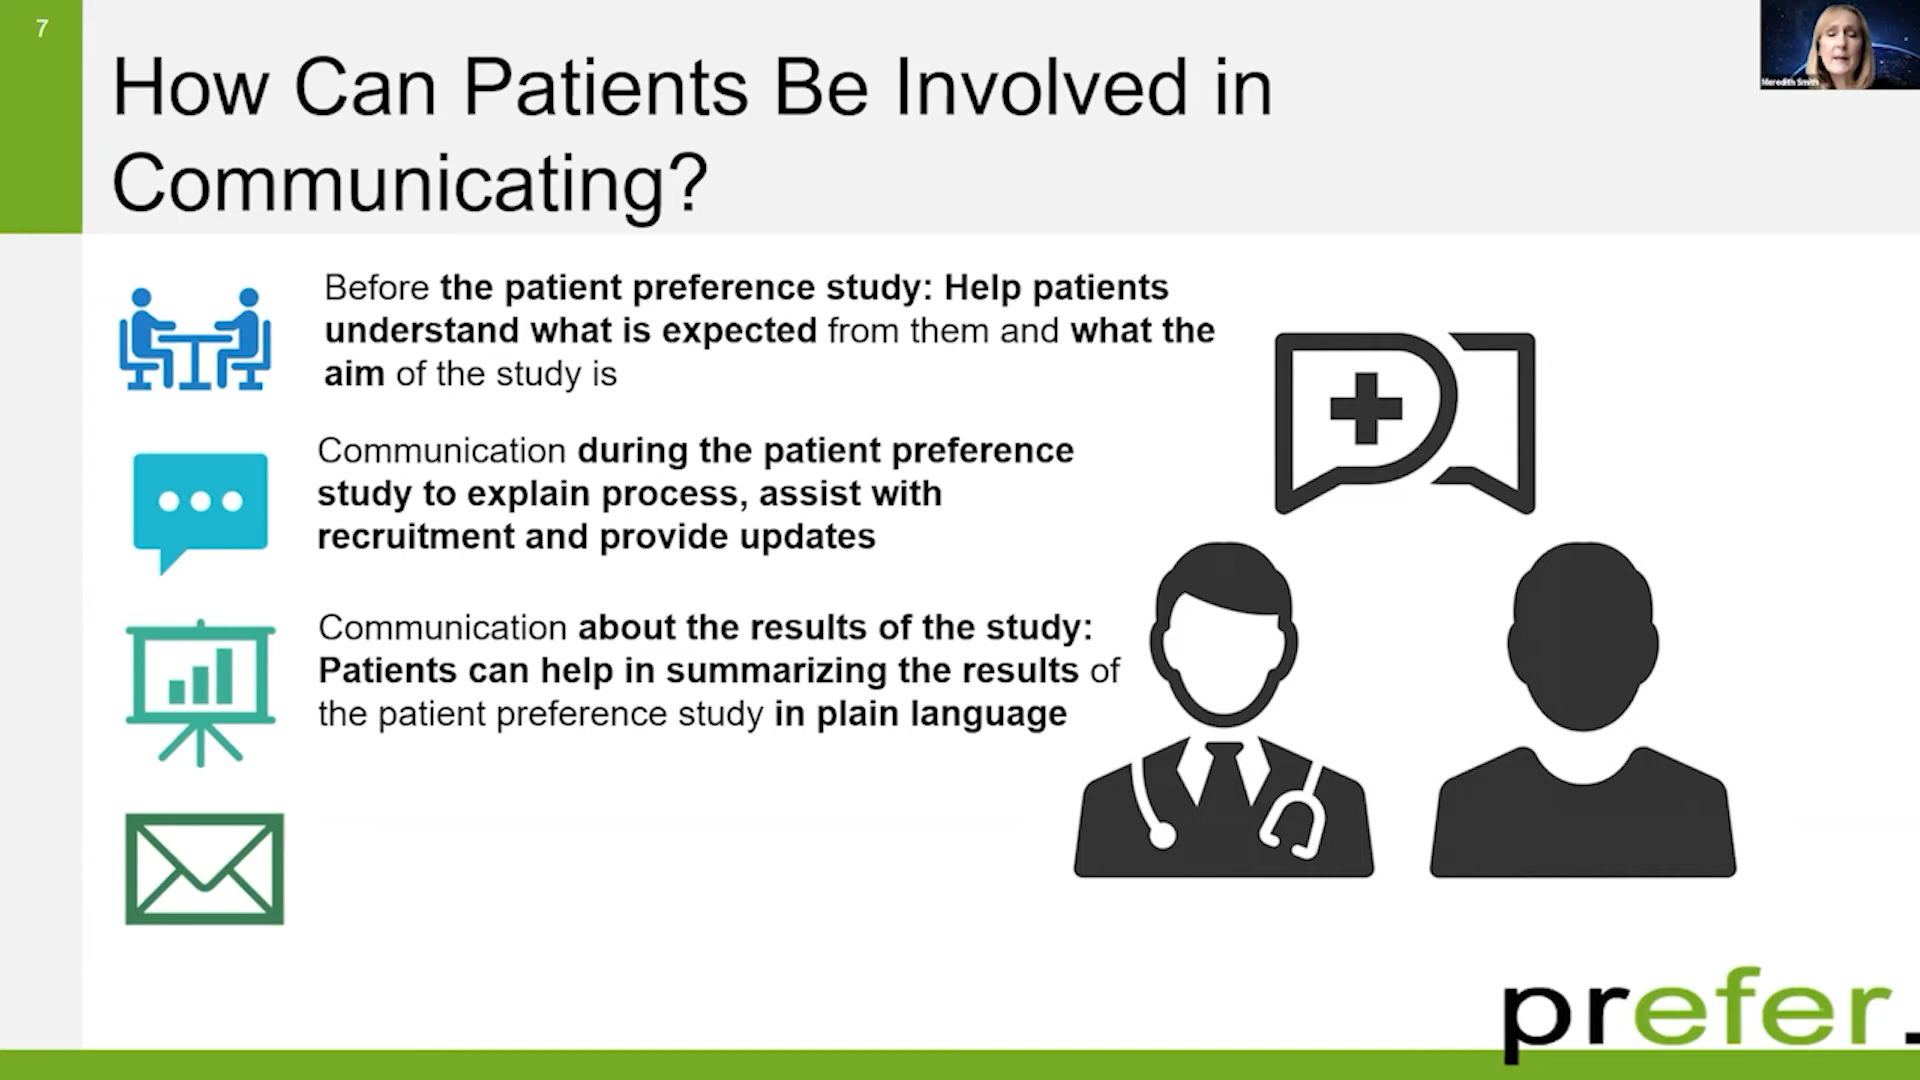 7
How Can Patients Be Involved in
Communicating?
Meredith Smith
Before the patient preference study: Help patients
understand what is expected from them and what the
aim of the study is
Communication during the patient preference
study to explain process, assist with
recruitment and provide updates
Communication about the results of the study:
Patients can help in summarizing the results of
the patient preference study in plain language
prefer.